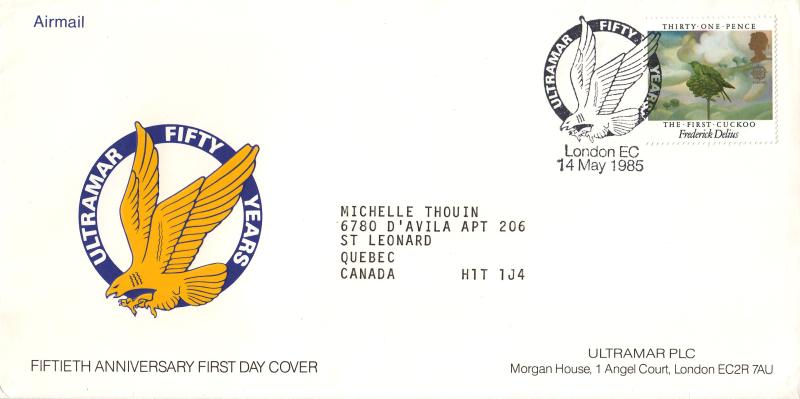 Airmail
ULTRAMAR FIFTY YEARS
London EC
14 May 1985
THIRTY·ONE·PENCE
THE·FIRST·CUCKOO
Frederick Delius
ULTRAMAR FIFTY YEARS
MICHELLE THOUIN
6780 D'AVILA APT 206
ST LEONARD
QUEBEC
CANADA H1T 1J4
FIFTIETH ANNIVERSARY FIRST DAY COVER
ULTRAMAR PLC
Morgan House, 1 Angel Court, London EC2R 7AU